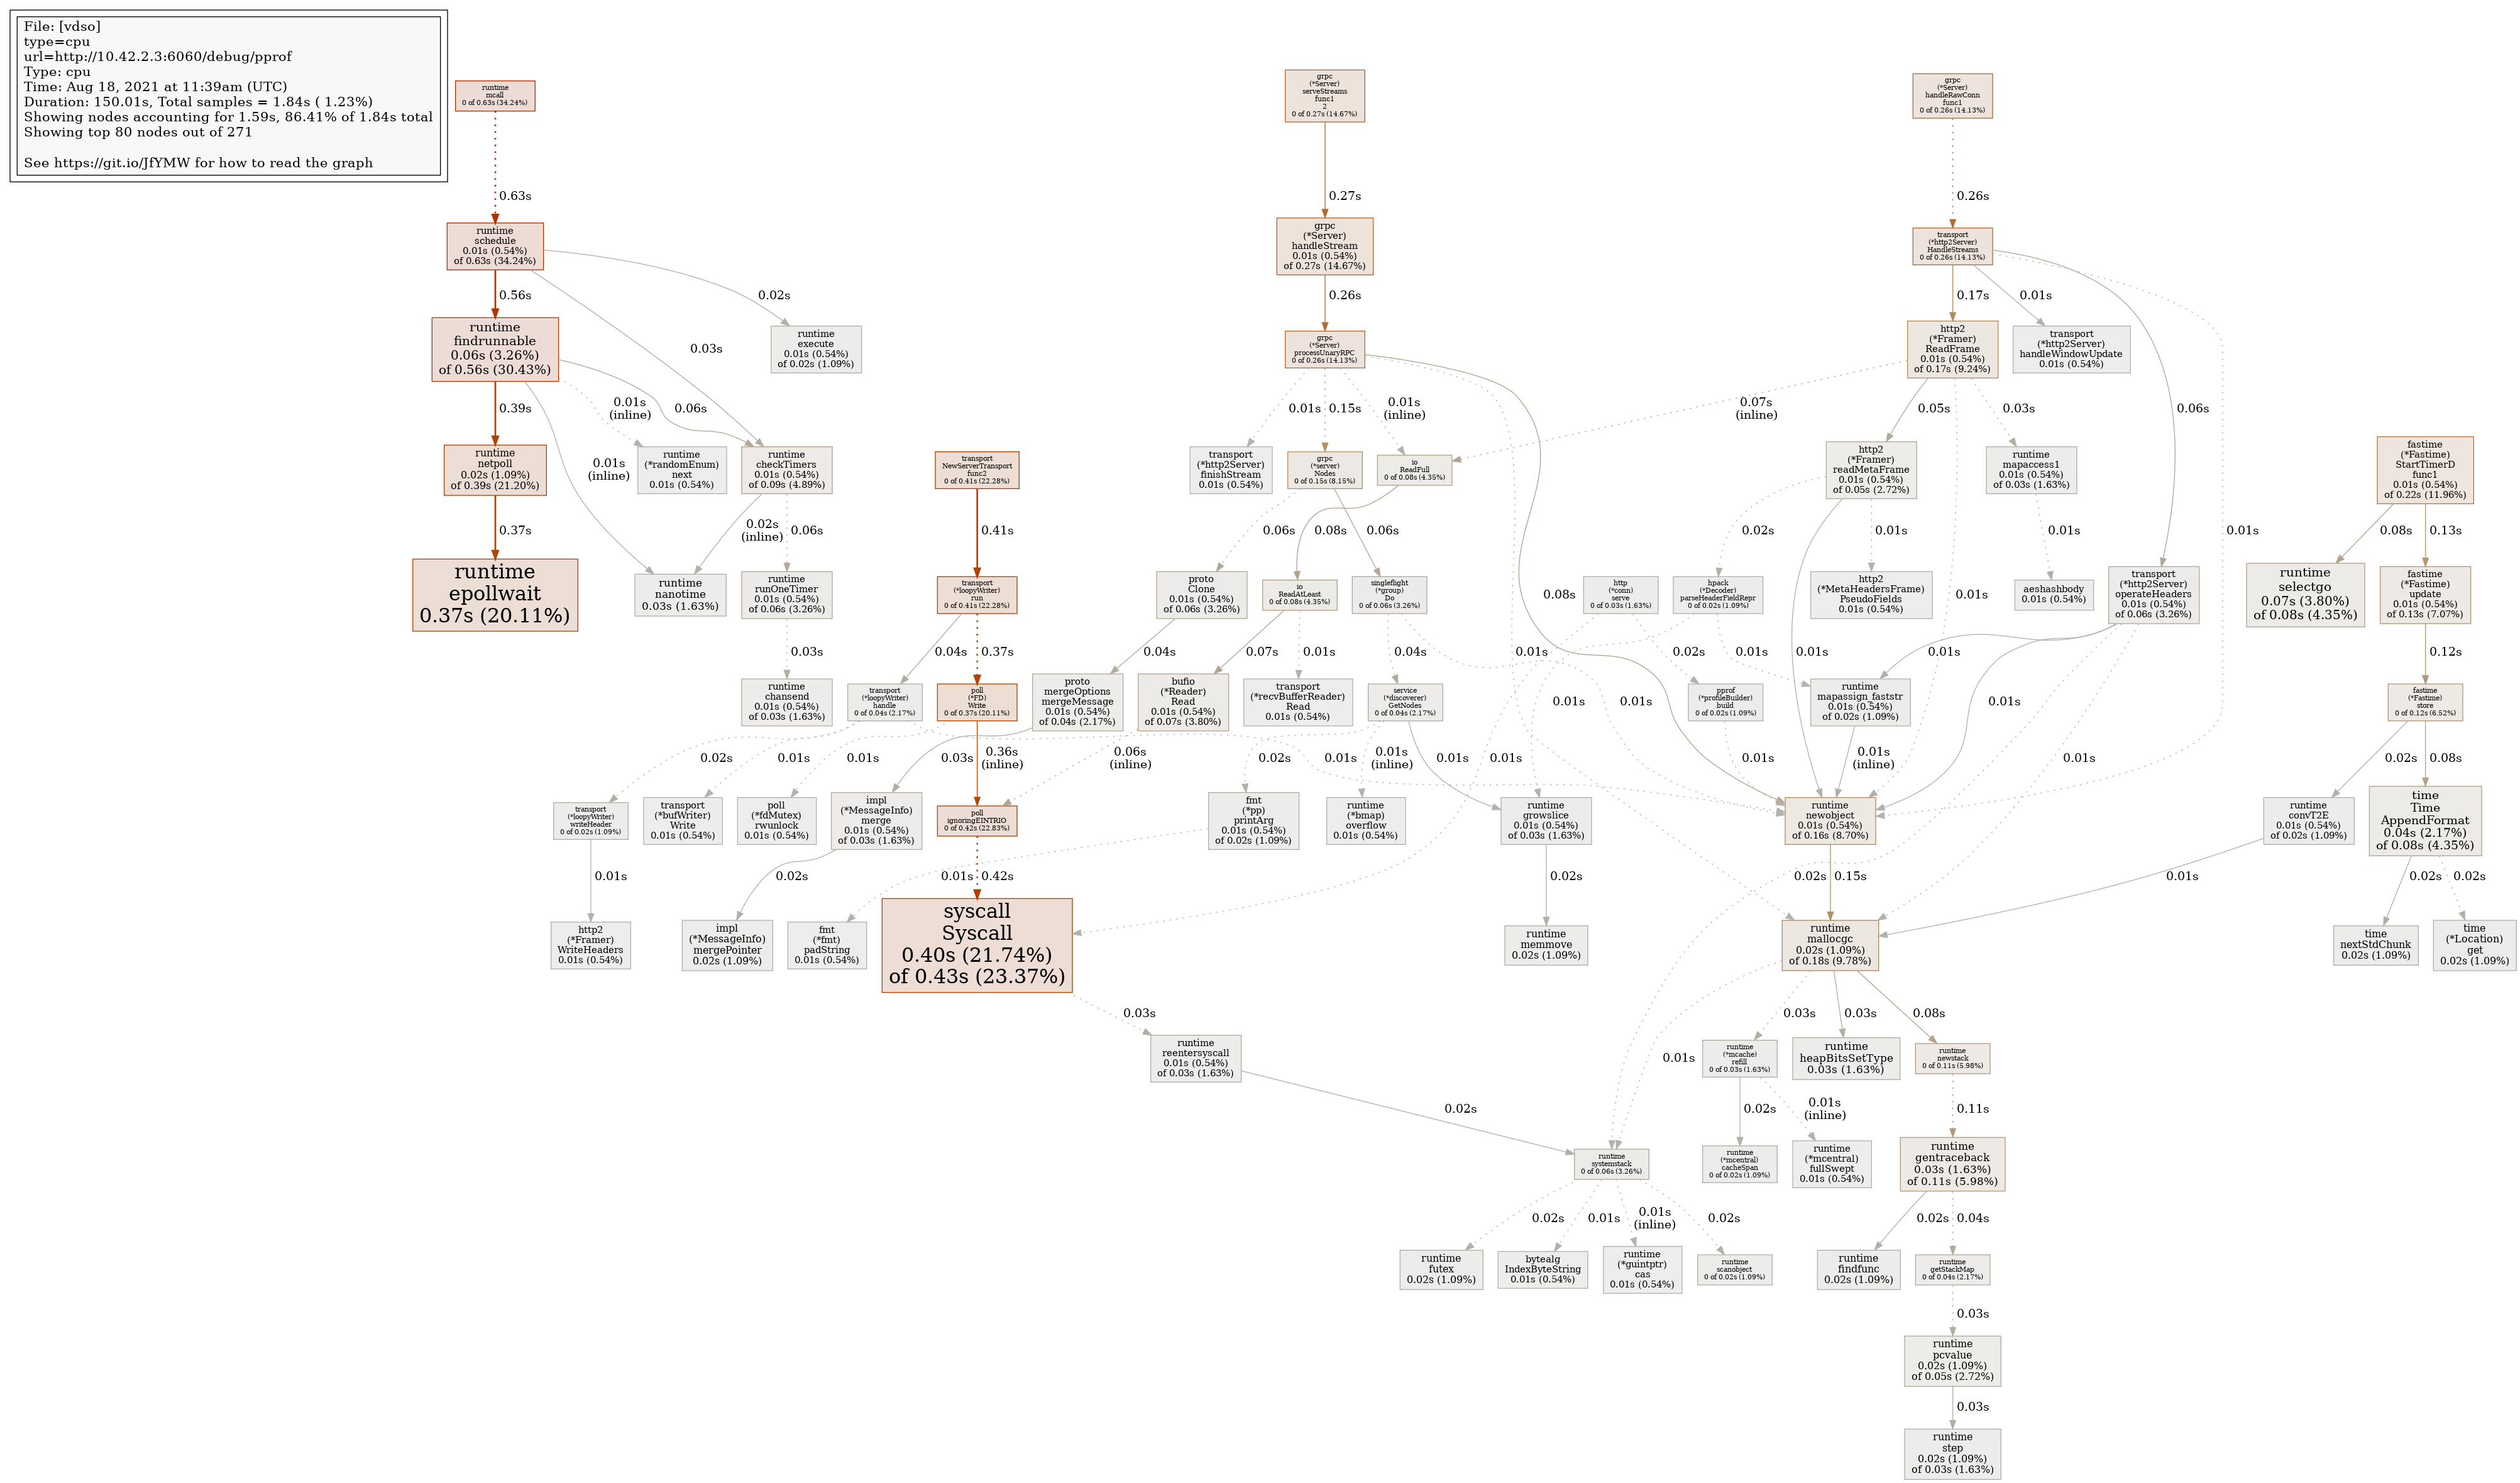 File: [vdso]
type=cpu
url=http://10.42.2.3:6060/debug/pprof
Type: cpu
Time: Aug 18, 2021 at 11:39am (UTC)
Duration: 150.01s, Total samples = 1.84s ( 1.23%)
Showing nodes accounting for 1.59s, 86.41% of 1.84s total
Showing top 80 nodes out of 271
See https://git.io/JfYMW for how to read the graph
runtime
mcall
0 of 0.63s (34.24%)
grpc
(*Server)
serveStreams
func1
2
0 of 0.27s (14.67%)
grpc
(*Server)
handleRawConn
func1
0 of 0.26s (14.13%)
0.63s
0.27s
0.26s
runtime
schedule
0.01s (0.54%)
of 0.63s (34.24%)
grpc
(*Server)
handleStream
0.01s (0.54%)
of 0.27s (14.67%)
transport
(*http2Server)
HandleStreams
0 of 0.26s (14.13%)
0.56s
0.02s
0.26s
0.17s
0.01s
runtime
findrunnable
0.06s (3.26%)
of 0.56s (30.43%)
0.03s
runtime
execute
0.01s (0.54%)
of 0.02s (1.09%)
grpc
(*Server)
processUnaryRPC
0 of 0.26s (14.13%)
http2
(*Framer)
ReadFrame
0.01s (0.54%)
of 0.17s (9.24%)
transport
(*http2Server)
handleWindowUpdate
0.01s (0.54%)
0.39s
0.01s
(inline)
0.06s
0.01s
0.15s
0.01s
(inline)
0.07s
(inline)
0.05s
0.03s
0.06s
runtime
netpoll
0.02s (1.09%)
of 0.39s (21.20%)
0.01s
(inline)
runtime
(*randomEnum)
next
0.01s (0.54%)
runtime
checkTimers
0.01s (0.54%)
of 0.09s (4.89%)
transport
NewServerTransport
func2
0 of 0.41s (22.28%)
transport
(*http2Server)
finishStream
0.01s (0.54%)
grpc
(*server)
Nodes
0 of 0.15s (8.15%)
io
ReadFull
0 of 0.08s (4.35%)
http2
(*Framer)
readMetaFrame
0.01s (0.54%)
of 0.05s (2.72%)
runtime
mapaccess1
0.01s (0.54%)
of 0.03s (1.63%)
fastime
(*Fastime)
StartTimerD
func1
0.01s (0.54%)
of 0.22s (11.96%)
0.37s
0.02s
(inline)
0.06s
0.41s
0.06s
0.08s
0.06s
0.02s
0.01s
0.01s
0.01s
0.08s
0.13s
runtime
epollwait
0.37s (20.11%)
runtime
nanotime
0.03s (1.63%)
runtime
runOneTimer
0.01s (0.54%)
of 0.06s (3.26%)
transport
(*loopyWriter)
run
0 of 0.41s (22.28%)
proto
Clone
0.01s (0.54%)
of 0.06s (3.26%)
io
ReadAtLeast
0 of 0.08s (4.35%)
singleflight
(*group)
Do
0 of 0.06s (3.26%)
0.08s
http
(*conn)
serve
0 of 0.03s (1.63%)
hpack
(*Decoder)
parseHeaderFieldRepr
0 of 0.02s (1.09%)
http2
(*MetaHeadersFrame)
PseudoFields
0.01s (0.54%)
0.01s
aeshashbody
0.01s (0.54%)
transport
(*http2Server)
operateHeaders
0.01s (0.54%)
of 0.06s (3.26%)
runtime
selectgo
0.07s (3.80%)
of 0.08s (4.35%)
fastime
(*Fastime)
update
0.01s (0.54%)
of 0.13s (7.07%)
0.03s
0.04s
0.37s
0.04s
0.07s
0.01s
0.04s
0.01s
0.02s
0.01s
0.01s
0.01s
0.12s
runtime
chansend
0.01s (0.54%)
of 0.03s (1.63%)
transport
(*loopyWriter)
handle
0 of 0.04s (2.17%)
poll
(*FD)
Write
0 of 0.37s (20.11%)
proto
mergeOptions
mergeMessage
0.01s (0.54%)
of 0.04s (2.17%)
bufio
(*Reader)
Read
0.01s (0.54%)
of 0.07s (3.80%)
transport
(*recvBufferReader)
Read
0.01s (0.54%)
service
(*discoverer)
GetNodes
0 of 0.04s (2.17%)
0.01s
0.01s
pprof
(*profileBuilder)
build
0 of 0.02s (1.09%)
runtime
mapassign_faststr
0.01s (0.54%)
of 0.02s (1.09%)
0.01s
fastime
(*Fastime)
store
0 of 0.12s (6.52%)
0.02s
0.01s
0.01s
0.36s
(inline)
0.03s
0.06s
(inline)
0.01s
0.02s
0.01s
(inline)
0.01s
0.01s
0.01s
0.01s
(inline)
0.01s
0.02s
0.08s
transport
(*loopyWriter)
writeHeader
0 of 0.02s (1.09%)
transport
(*bufWriter)
Write
0.01s (0.54%)
poll
(*fdMutex)
rwunlock
0.01s (0.54%)
impl
(*MessageInfo)
merge
0.01s (0.54%)
of 0.03s (1.63%)
poll
ignoringEINTRIO
0 of 0.42s (22.83%)
fmt
(*pp)
printArg
0.01s (0.54%)
of 0.02s (1.09%)
runtime
(*bmap)
overflow
0.01s (0.54%)
runtime
growslice
0.01s (0.54%)
of 0.03s (1.63%)
runtime
newobject
0.01s (0.54%)
of 0.16s (8.70%)
runtime
convT2E
0.01s (0.54%)
of 0.02s (1.09%)
time
Time
AppendFormat
0.04s (2.17%)
of 0.08s (4.35%)
0.01s
0.02s
0.01s
0.42s
0.02s
0.02s
0.15s
0.01s
0.02s
0.02s
http2
(*Framer)
WriteHeaders
0.01s (0.54%)
impl
(*MessageInfo)
mergePointer
0.02s (1.09%)
fmt
(*fmt)
padString
0.01s (0.54%)
syscall
Syscall
0.40s (21.74%)
of 0.43s (23.37%)
runtime
memmove
0.02s (1.09%)
runtime
mallocgc
0.02s (1.09%)
of 0.18s (9.78%)
time
nextStdChunk
0.02s (1.09%)
time
(*Location)
get
0.02s (1.09%)
0.03s
0.03s
0.03s
0.08s
runtime
reentersyscall
0.01s (0.54%)
of 0.03s (1.63%)
0.01s
runtime
(*mcache)
refill
0 of 0.03s (1.63%)
runtime
heapBitsSetType
0.03s (1.63%)
runtime
newstack
0 of 0.11s (5.98%)
0.02s
0.02s
0.01s
(inline)
0.11s
runtime
systemstack
0 of 0.06s (3.26%)
runtime
(*mcentral)
cacheSpan
0 of 0.02s (1.09%)
runtime
(*mcentral)
fullSwept
0.01s (0.54%)
runtime
gentraceback
0.03s (1.63%)
of 0.11s (5.98%)
0.02s
0.01s
0.01s
(inline)
0.02s
0.02s
0.04s
runtime
futex
0.02s (1.09%)
bytealg
IndexByteString
0.01s (0.54%)
runtime
(*guintptr)
cas
0.01s (0.54%)
runtime
scanobject
0 of 0.02s (1.09%)
runtime
findfunc
0.02s (1.09%)
runtime
getStackMap
0 of 0.04s (2.17%)
0.03s
runtime
pcvalue
0.02s (1.09%)
of 0.05s (2.72%)
0.03s
runtime
step
0.02s (1.09%)
of 0.03s (1.63%)